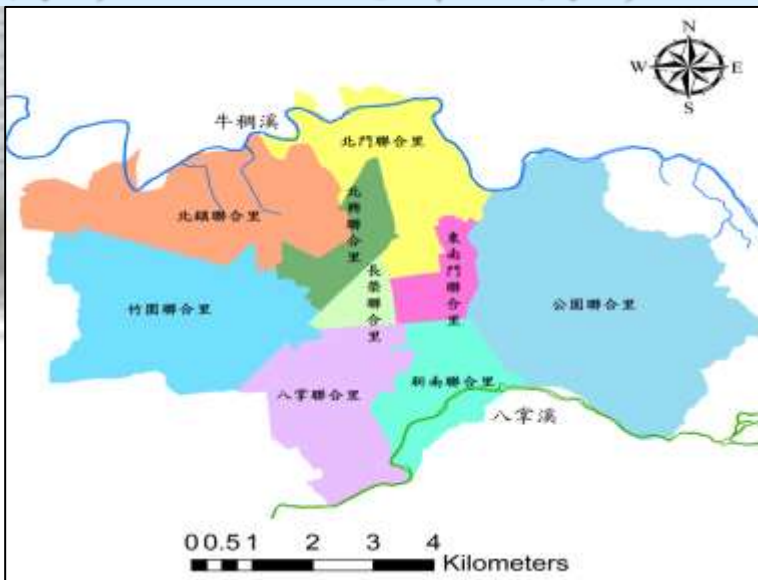 N
W E
S
牛稠溪
北門聯合里
北鎮聯合里
北興聯合里
東南門聯合里
長榮聯合里
竹圍聯合里
公園聯合里
八掌聯合里
新南聯合里
八掌溪
0 0.5 1 2 3 4
Kilometers